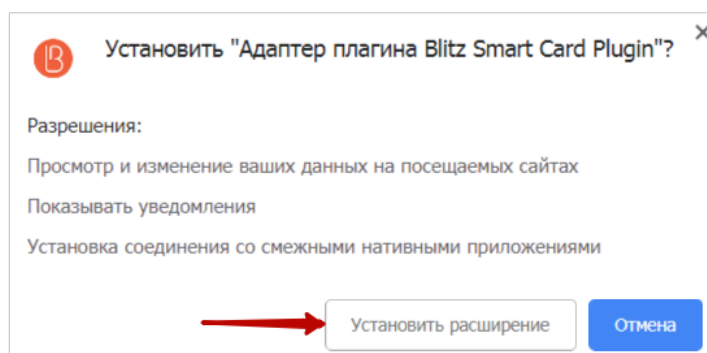 Установить "Адаптер плагина Blitz Smart Card Plugin"?
Разрешения:
Просмотр и изменение ваших данных на посещаемых сайтах
Показывать уведомления
Установка соединения со смежными нативными приложениями
Установить расширение
Отмена